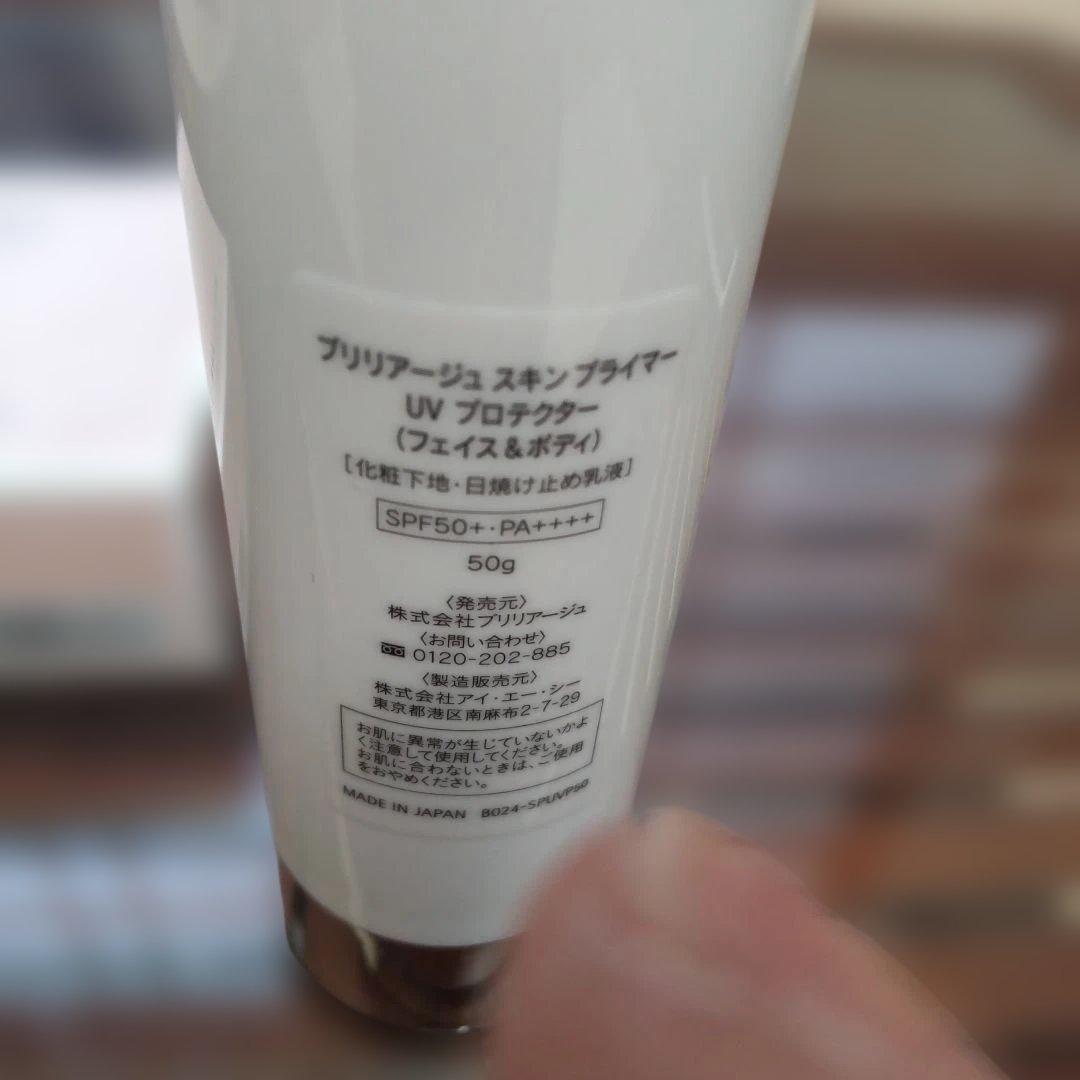 ブリリアージュ スキン プライマー
UV プロテクター
(フェイス&ボディ)
[化粧下地・日焼け止め乳液]
SPF50+・PA++++
50g
〈発売元〉
株式会社ブリリアージュ
〈お問い合わせ〉
0120-202-885
〈製造販売元〉
株式会社アイ・エー・シー
東京都港区南麻布2-7-29
お肌に異常が生じていないかよ
く注意して使用してください。
お肌に合わないときは、ご使用
をおやめください。
MADE IN JAPAN B024-SPUVP50